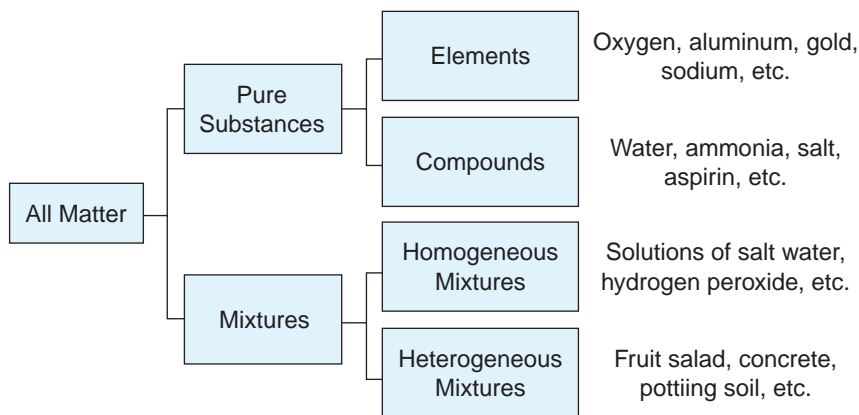 Elements
Oxygen, aluminum, gold,
sodium, etc.
Pure
Substances
Compounds
Water, ammonia, salt,
aspirin, etc.
All Matter
Homogeneous
Mixtures
Solutions of salt water,
hydrogen peroxide, etc.
Mixtures
Heterogeneous
Mixtures
Fruit salad, concrete,
pottiing soil, etc.